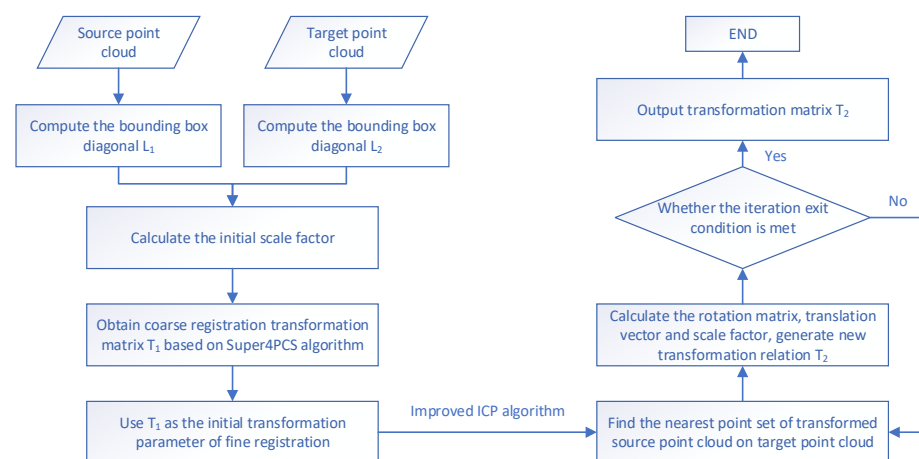 Source point
cloud
Target point
cloud
Compute the bounding box
diagonal L₁
Compute the bounding box
diagonal L₂
Calculate the initial scale factor
Obtain coarse registration transformation
matrix T₁ based on Super4PCS algorithm
Use T₁ as the initial transformation
parameter of fine registration
Improved ICP algorithm
Find the nearest point set of transformed
source point cloud on target point cloud
Calculate the rotation matrix, translation
vector and scale factor, generate new
transformation relation T₂
Whether the iteration exit
condition is met
No
Yes
Output transformation matrix T₂
END